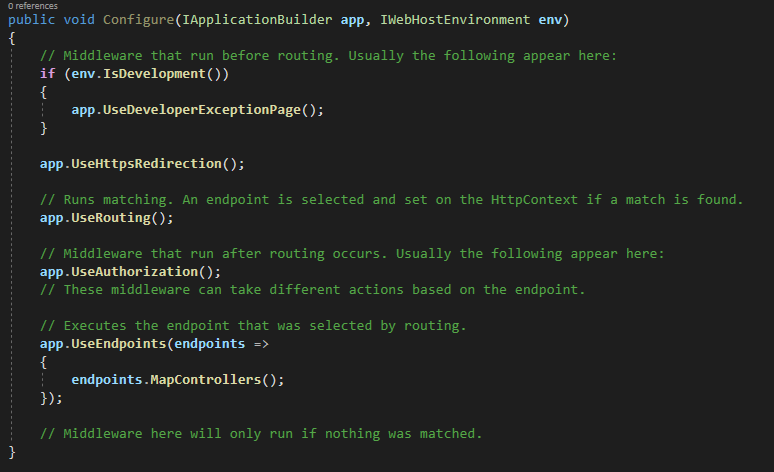 0 references
public void Configure(IApplicationBuilder app, IWebHostEnvironment env)
{
// Middleware that run before routing. Usually the following appear here:
if (env.IsDevelopment())
{
app.UseDeveloperExceptionPage();
}
app.UseHttpsRedirection();
// Runs matching. An endpoint is selected and set on the HttpContext if a match is found.
app.UseRouting();
// Middleware that run after routing occurs. Usually the following appear here:
app.UseAuthorization();
// These middleware can take different actions based on the endpoint.
// Executes the endpoint that was selected by routing.
app.UseEndpoints(endpoints =>
{
endpoints.MapControllers();
});
// Middleware here will only run if nothing was matched.
}